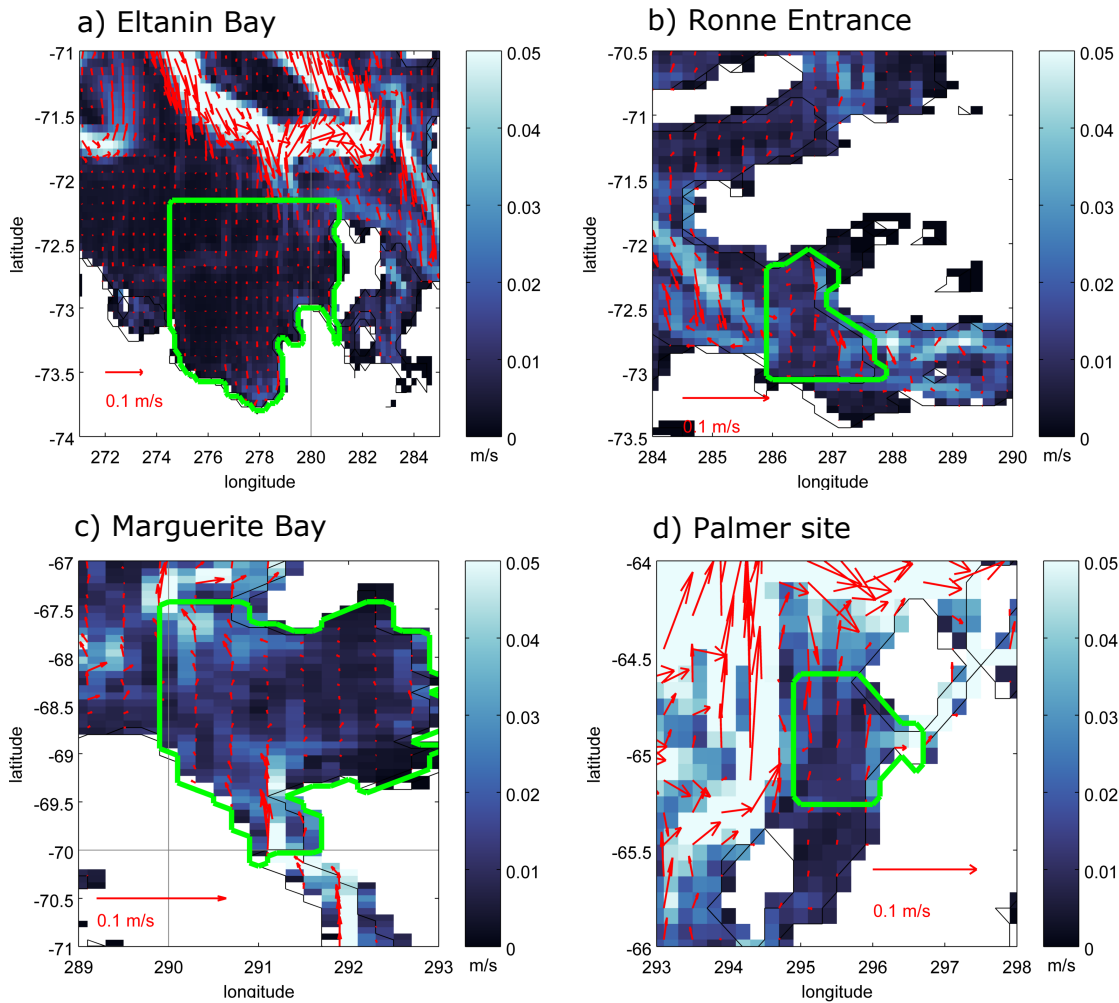 a) Eltanin Bay
-71
-71.5
-72
-72.5
-73
-73.5
-74
latitude
0.1 m/s
272 274 276 278 280 282 284
longitude
0.05
0.04
0.03
0.02
0.01
0
m/s
b) Ronne Entrance
-70.5
-71
-71.5
-72
-72.5
-73
-73.5
latitude
0.1 m/s
284 285 286 287 288 289 290
longitude
0.05
0.04
0.03
0.02
0.01
0
m/s
c) Marguerite Bay
-67
-67.5
-68
-68.5
-69
-69.5
-70
-70.5
-71
latitude
0.1 m/s
289 290 291 292 293
longitude
0.05
0.04
0.03
0.02
0.01
0
m/s
d) Palmer site
-64
-64.5
-65
-65.5
-66
latitude
0.1 m/s
293 294 295 296 297 298
longitude
0.05
0.04
0.03
0.02
0.01
0
m/s